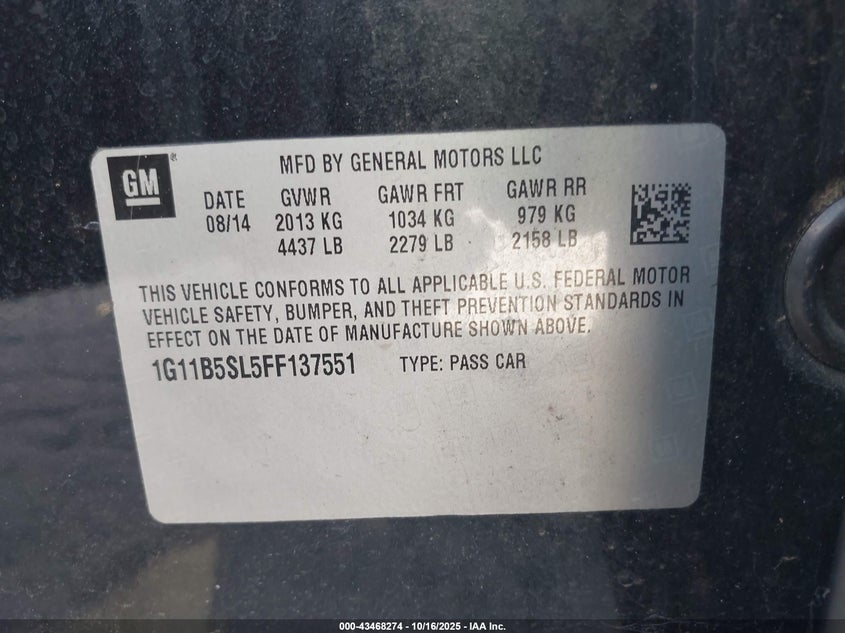 GM
MFD BY GENERAL MOTORS LLC
DATE GVWR GAWR FRT GAWR RR
08/14 2013 KG 1034 KG 979 KG
4437 LB 2279 LB 2158 LB
THIS VEHICLE CONFORMS TO ALL APPLICABLE U.S. FEDERAL MOTOR
VEHICLE SAFETY, BUMPER, AND THEFT PREVENTION STANDARDS IN
EFFECT ON THE DATE OF MANUFACTURE SHOWN ABOVE.
1G11B5SL5FF137551 TYPE: PASS CAR
000-43468274 | 10/16/2025 - IAA Inc.